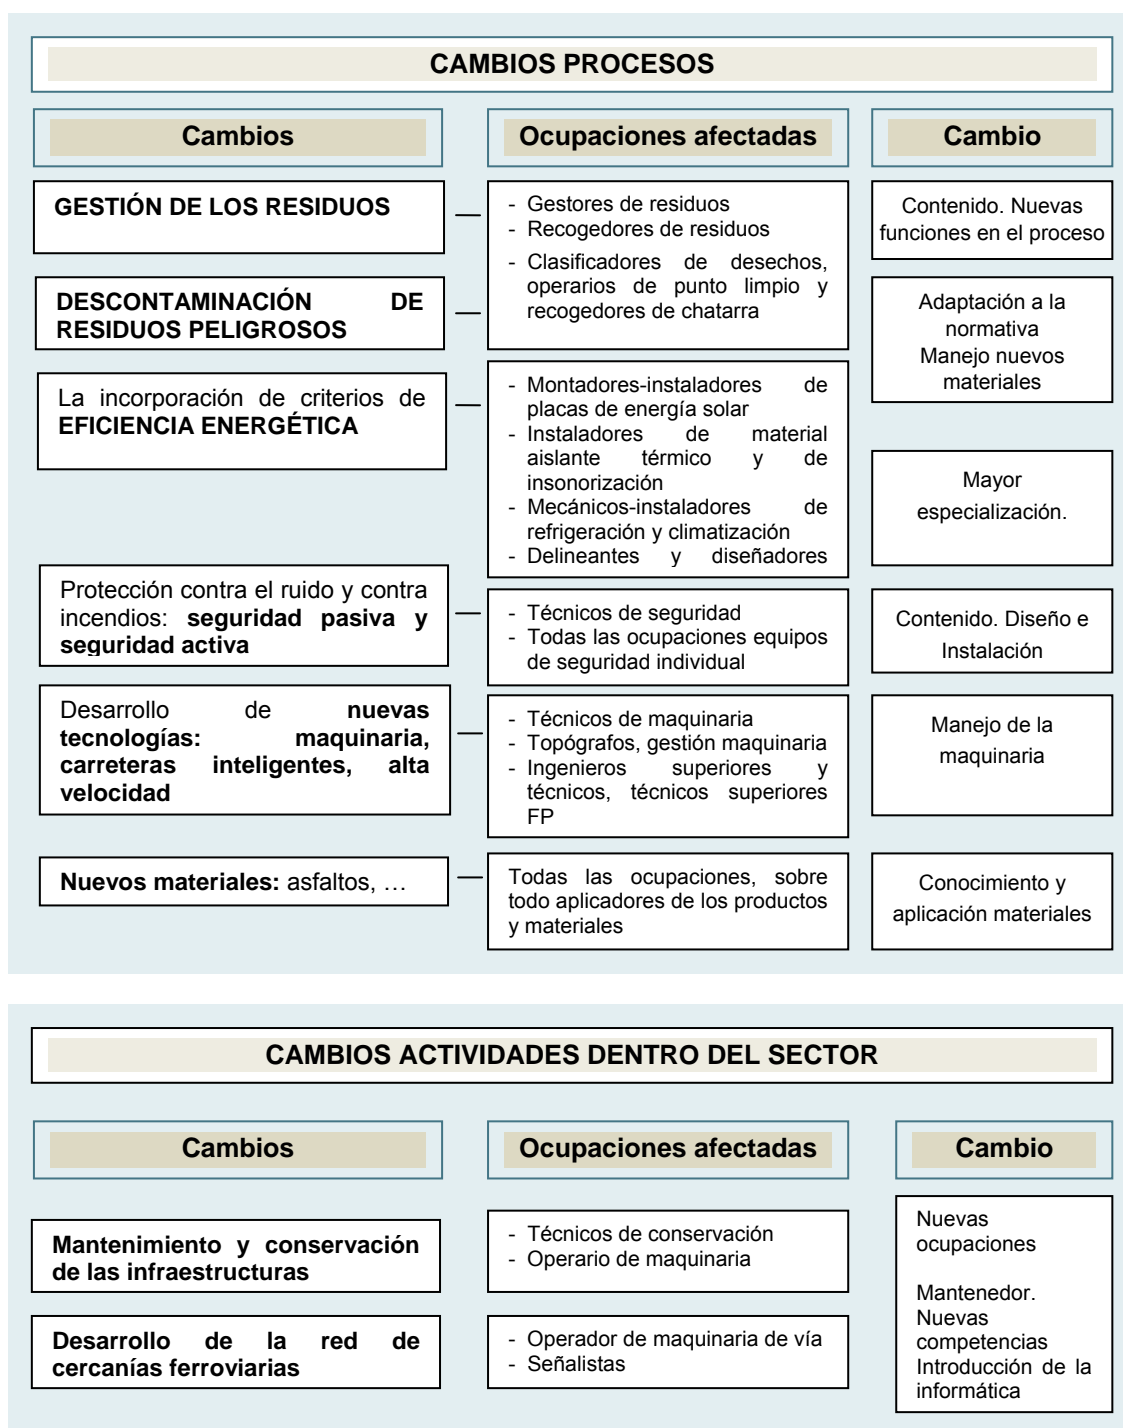 CAMBIOS PROCESOS
Cambios
Ocupaciones afectadas
Cambio
GESTIÓN DE LOS RESIDUOS
- Gestores de residuos
- Recogedores de residuos
- Clasificadores de desechos,
operarios de punto limpio y
recogedores de chatarra
Contenido. Nuevas
funciones en el proceso
DESCONTAMINACIÓN DE
RESIDUOS PELIGROSOS
Adaptación a la
normativa
Manejo nuevos
materiales
La incorporación de criterios de
EFICIENCIA ENERGÉTICA
- Montadores-instaladores de
placas de energía solar
- Instaladores de material
aislante térmico y de
insonorización
- Mecánicos-instaladores de
refrigeración y climatización
- Delineantes y diseñadores
Mayor
especialización.
Protección contra el ruido y contra
incendios: seguridad pasiva y
seguridad activa
- Técnicos de seguridad
- Todas las ocupaciones equipos
de seguridad individual
Contenido. Diseño e
Instalación
Desarrollo de nuevas
tecnologías: maquinaria,
carreteras inteligentes, alta
velocidad
- Técnicos de maquinaria
- Topógrafos, gestión maquinaria
- Ingenieros superiores y
técnicos, técnicos superiores
FP
Manejo de la
maquinaria
Nuevos materiales: asfaltos, …
Todas las ocupaciones, sobre
todo aplicadores de los productos
y materiales
Conocimiento y
aplicación materiales
CAMBIOS ACTIVIDADES DENTRO DEL SECTOR
Cambios
Ocupaciones afectadas
Cambio
Mantenimiento y conservación
de las infraestructuras
- Técnicos de conservación
- Operario de maquinaria
Nuevas
ocupaciones
Mantenedor.
Nuevas
competencias
Introducción de la
informática
Desarrollo de la red de
cercanías ferroviarias
- Operador de maquinaria de vía
- Señalistas